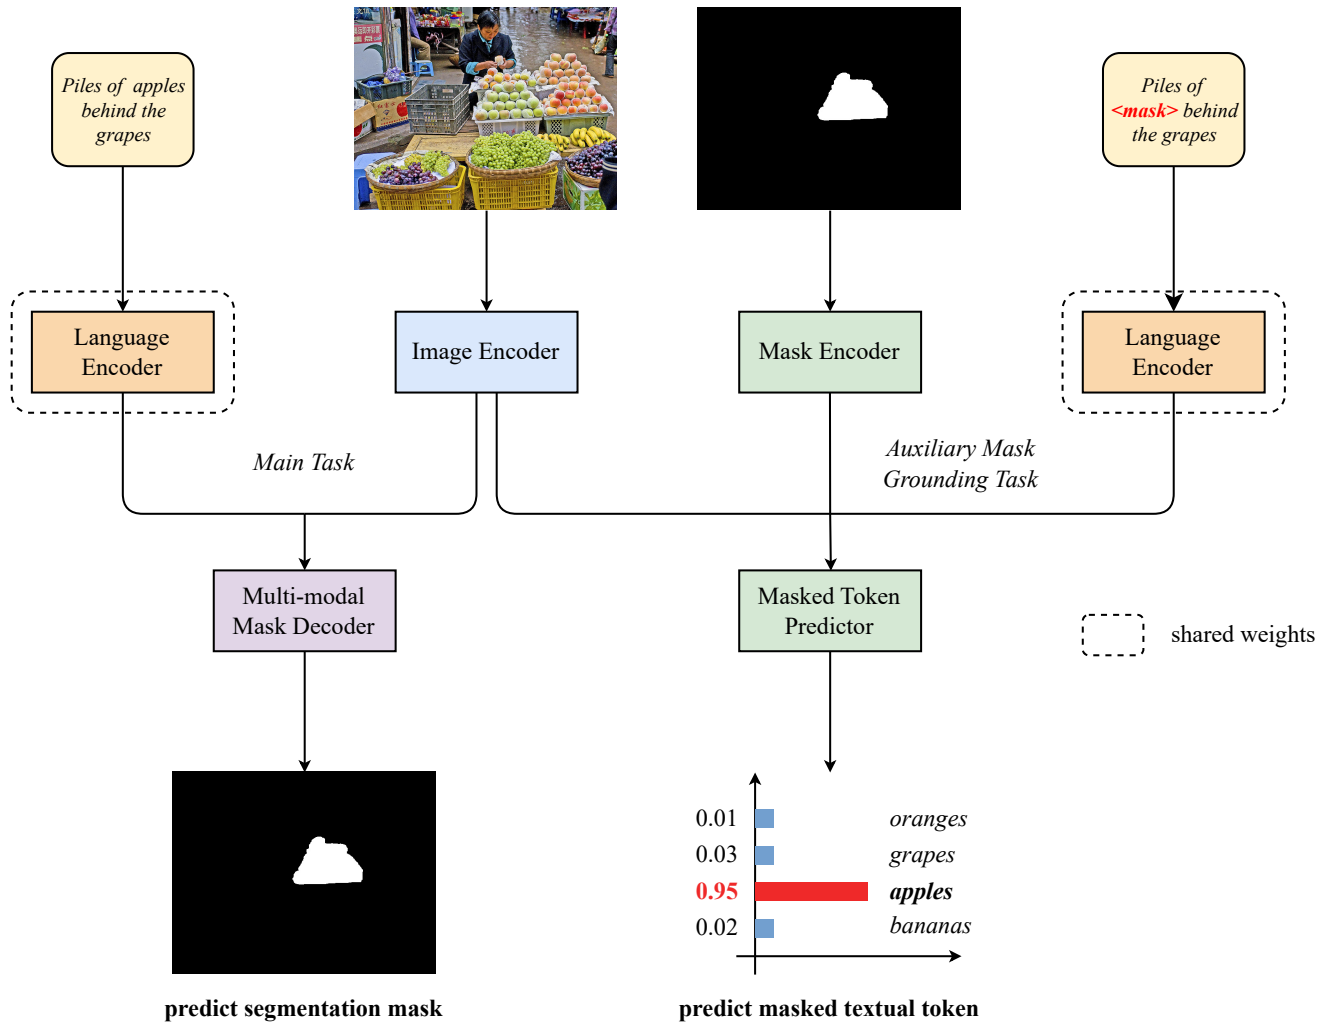 Piles of apples
behind the
grapes
Piles of
<mask> behind
the grapes
Language
Encoder
Image Encoder
Mask Encoder
Language
Encoder
Main Task
Auxiliary Mask
Grounding Task
Multi-modal
Mask Decoder
Masked Token
Predictor
shared weights
0.01 oranges
0.03 grapes
0.95 apples
0.02 bananas
predict segmentation mask
predict masked textual token